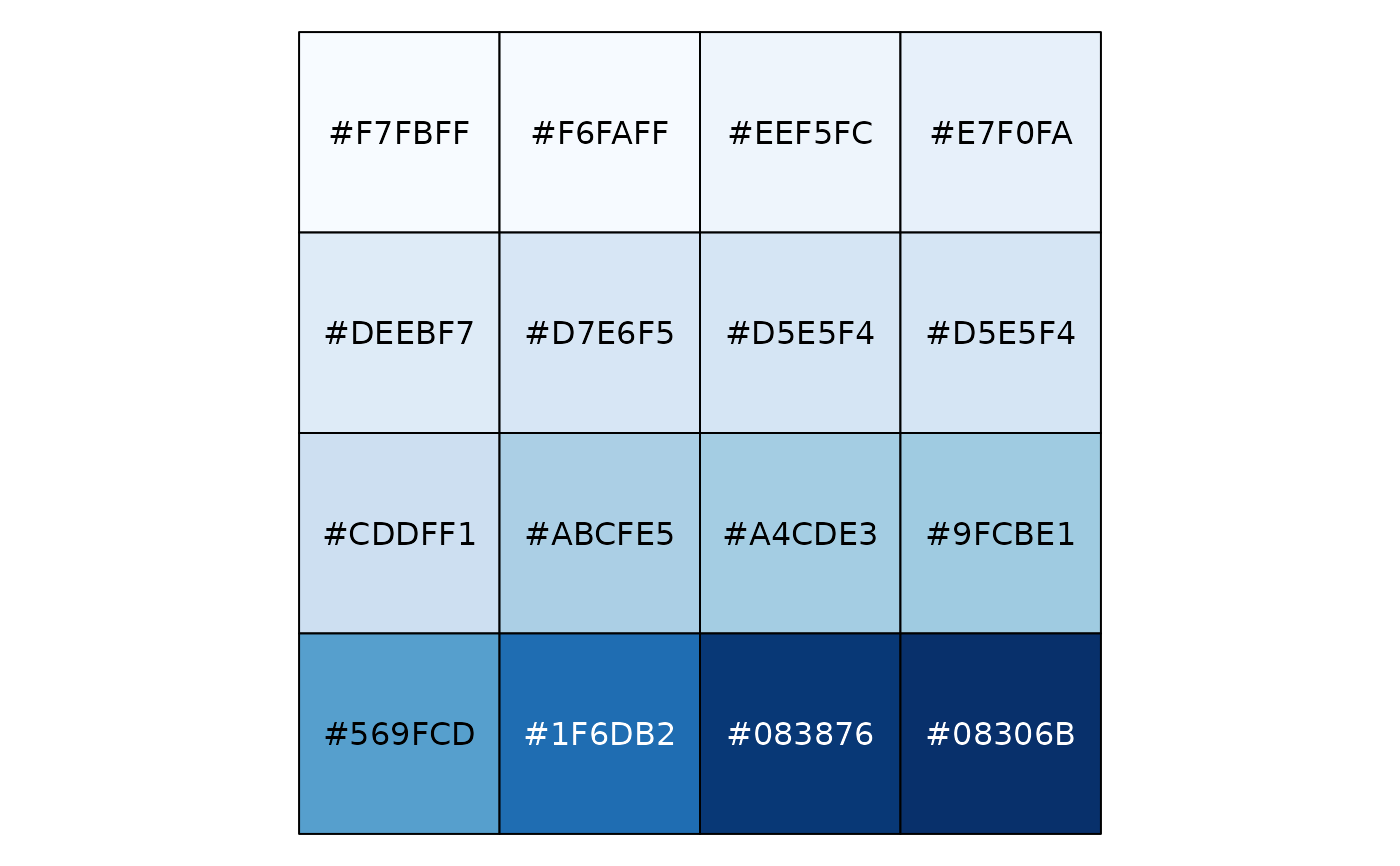 #F7FBFF #F6FAFF #EEF5FC #E7F0FA
#DEEBF7 #D7E6F5 #D5E5F4 #D5E5F4
#CDDFF1 #ABCFE5 #A4CDE3 #9FCBE1
#569FCD #1F6DB2 #083876 #08306B